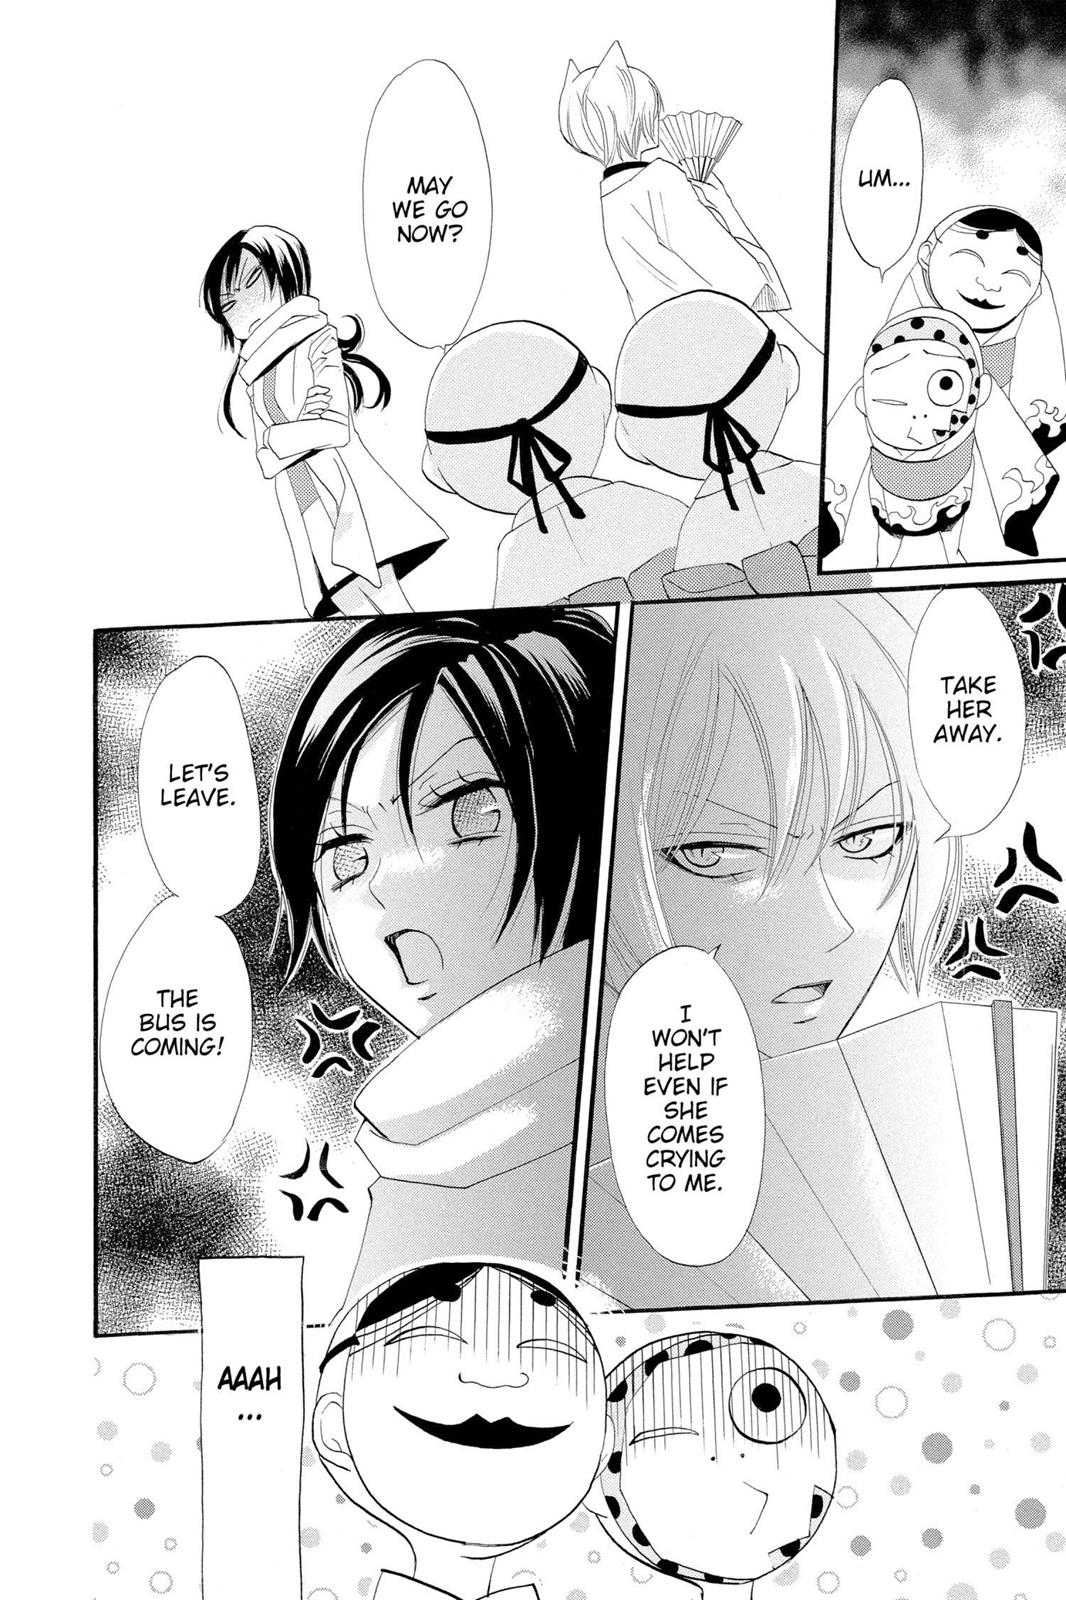 UM...
MAY
WE GO
NOW?
TAKE
HER
AWAY.
I
WON'T
HELP
EVEN IF
SHE
COMES
CRYING
TO ME.
LET'S
LEAVE.
THE
BUS IS
COMING!
AAAH
...